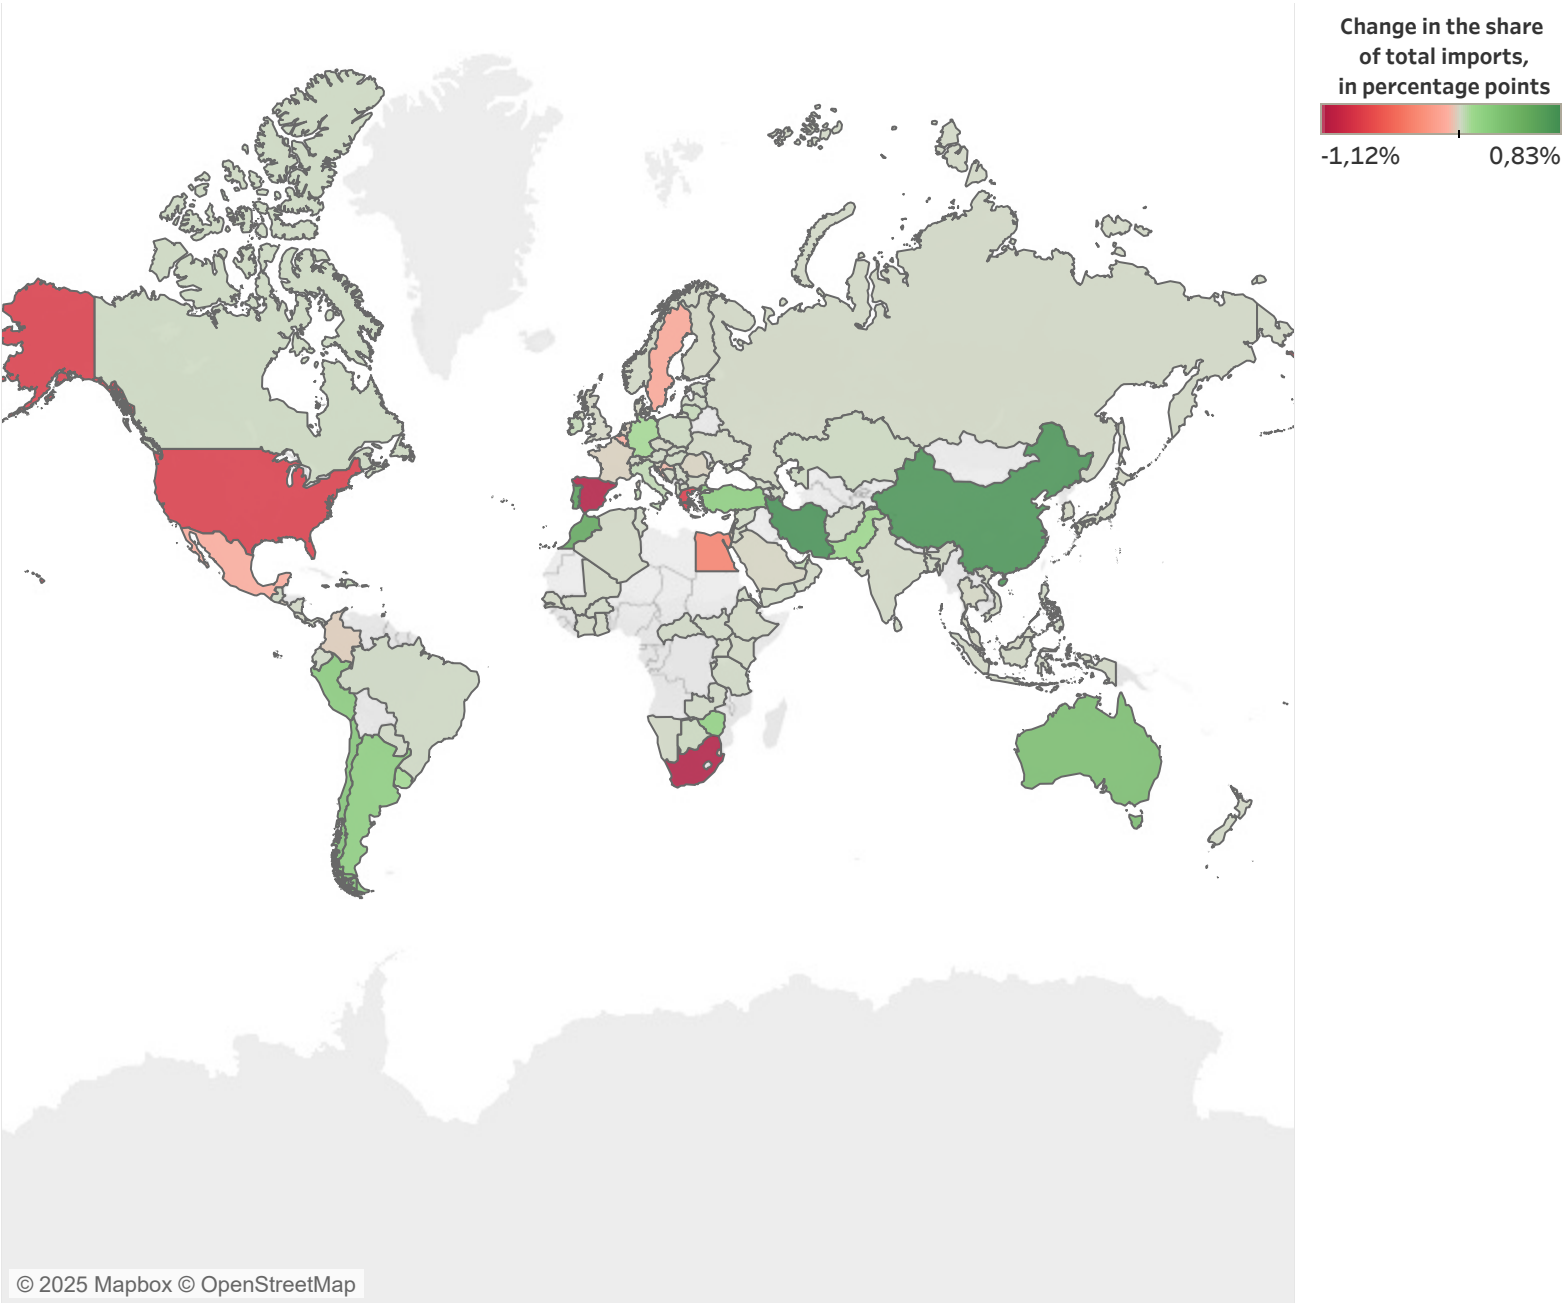 Change in the share
of total imports,
in percentage points
-1,12%
0,83%
© 2025 Mapbox © OpenStreetMap